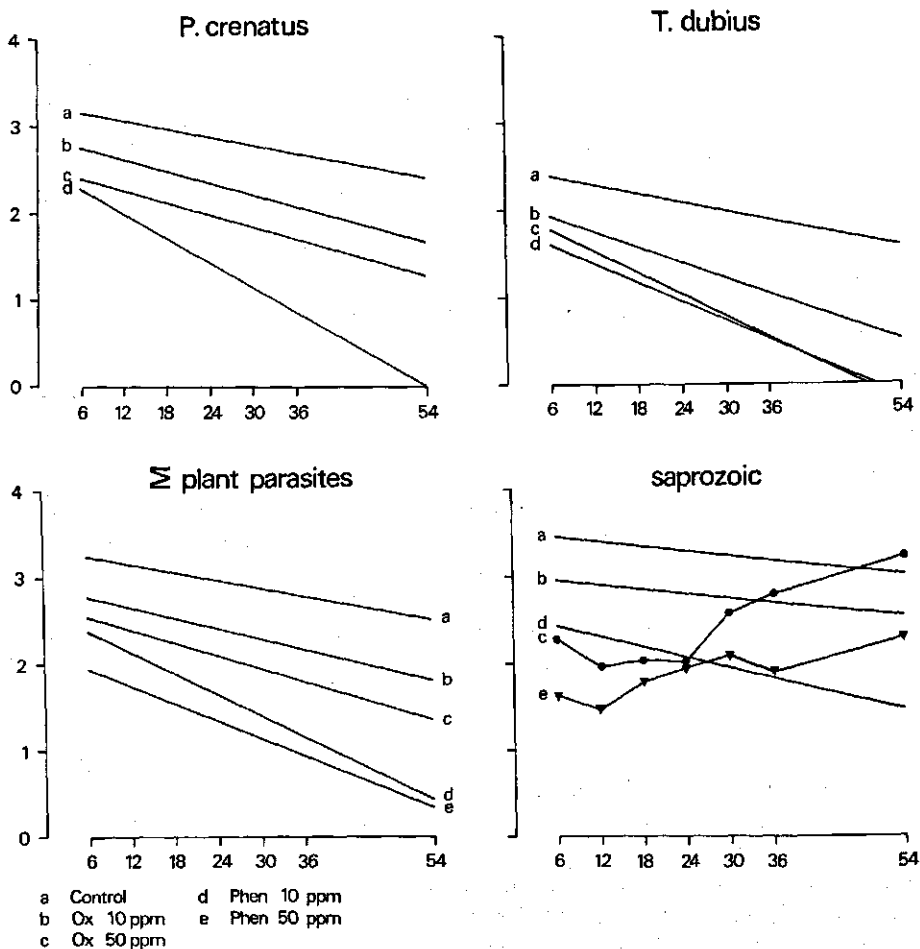 P. crenatus
4
3
2
1
0
a
b
c
d
6 12 18 24 30 36 54
T. dubius
a
b
c
d
6 12 18 24 30 36 54
Σ plant parasites
4
3
2
1
0
a
b
c
d
e
6 12 18 24 30 36 54
saprozoic
a
b
d
c
e
6 12 18 24 30 36 54
a Control d Phen 10 ppm
b Ox 10 ppm e Phen 50 ppm
c Ox 50 ppm